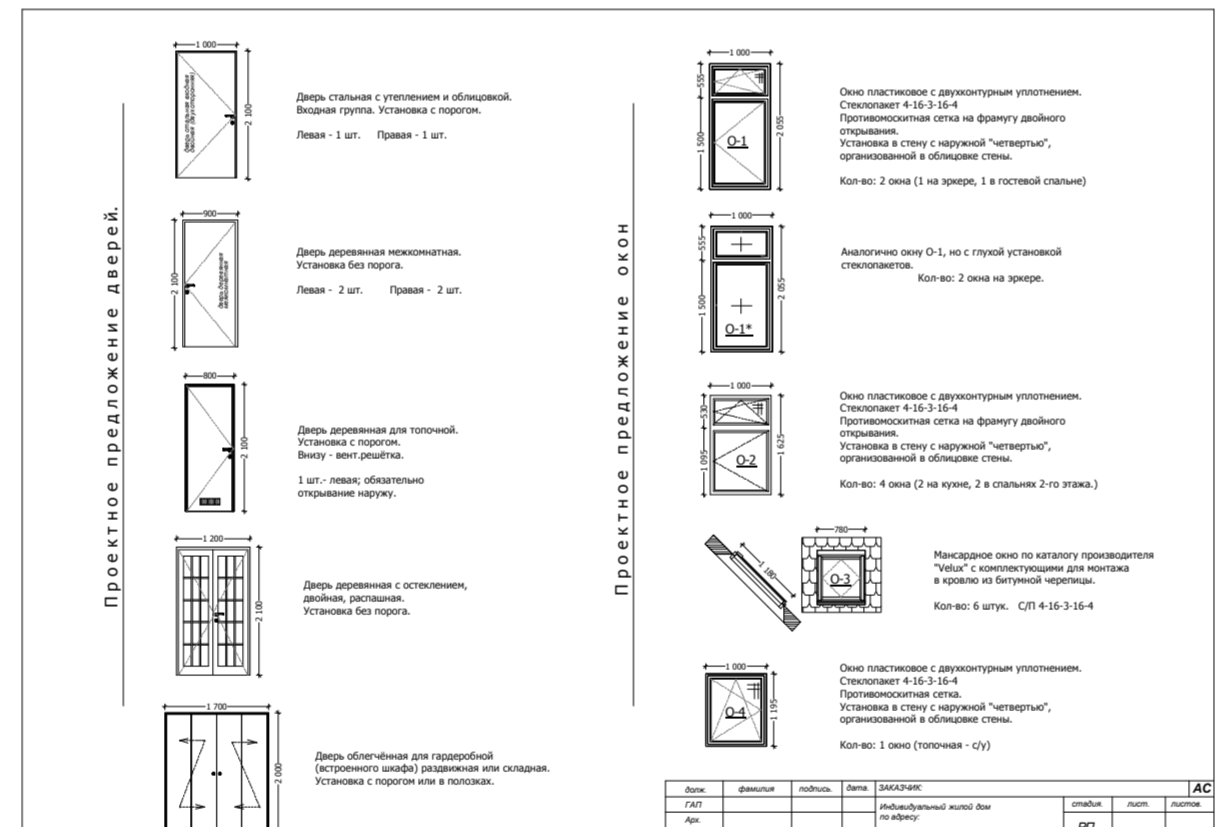 Проектное предложение дверей.
1 000
2 100
дверь стальная входная
двойная (двухсторонняя)
Дверь стальная с утеплением и облицовкой.
Входная группа. Установка с порогом.
Левая - 1 шт. Правая - 1 шт.
900
2 100
дверь деревянная
межкомнатная
Дверь деревянная межкомнатная.
Установка без порога.
Левая - 2 шт. Правая - 2 шт.
800
2 100
Дверь деревянная для топочной.
Установка с порогом.
Внизу - вент.решётка.
1 шт.- левая; обязательно
открывание наружу.
1 200
2 100
Дверь деревянная с остеклением,
двойная, распашная.
Установка без порога.
1 700
2 000
Дверь облегчённая для гардеробной
(встроенного шкафа) раздвижная или складная.
Установка с порогом или в полозках.
Проектное предложение окон
1 000
555
1 500
2 055
О-1
Окно пластиковое с двухконтурным уплотнением.
Стеклопакет 4-16-3-16-4
Противомоскитная сетка на фрамугу двойного
открывания.
Установка в стену с наружной "четвертью",
организованной в облицовке стены.
Кол-во: 2 окна (1 на эркере, 1 в гостевой спальне)
1 000
555
1 500
2 055
О-1*
Аналогично окну О-1, но с глухой установкой
стеклопакетов.
Кол-во: 2 окна на эркере.
1 000
530
1 095
1 625
О-2
Окно пластиковое с двухконтурным уплотнением.
Стеклопакет 4-16-3-16-4
Противомоскитная сетка на фрамугу двойного
открывания.
Установка в стену с наружной "четвертью",
организованной в облицовке стены.
Кол-во: 4 окна (2 на кухне, 2 в спальнях 2-го этажа.)
1 180
780
О-3
Мансардное окно по каталогу производителя
"Velux" с комплектующими для монтажа
в кровлю из битумной черепицы.
Кол-во: 6 штук. С/П 4-16-3-16-4
1 000
1 195
О-4
Окно пластиковое с двухконтурным уплотнением.
Стеклопакет 4-16-3-16-4
Противомоскитная сетка.
Установка в стену с наружной "четвертью",
организованной в облицовке стены.
Кол-во: 1 окно (топочная - с/у)
долж. фамилия подпись. дата. ЗАКАЗЧИК: АС
ГАП Индивидуальный жилой дом стадия. лист. листов.
Арх. по адресу: РП